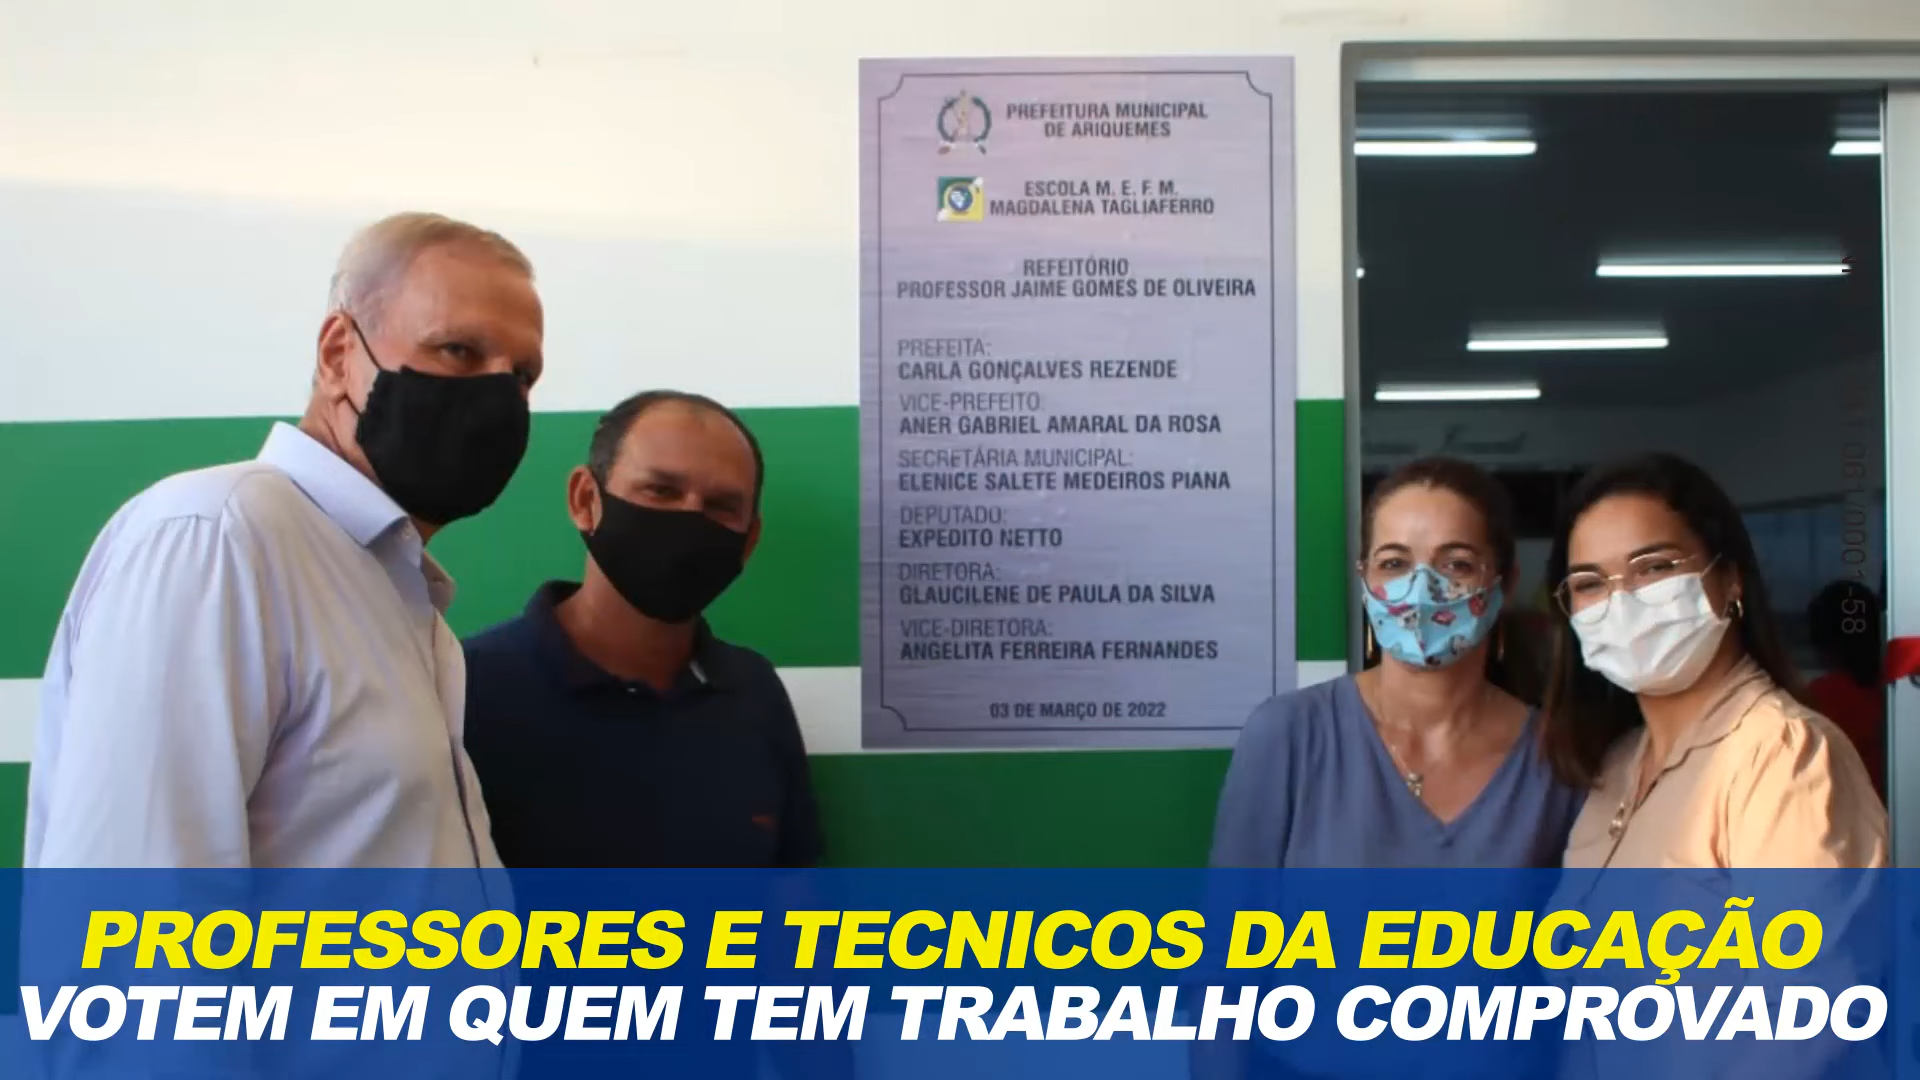 PREFEITURA MUNICIPAL
DE ARIQUEMES
ESCOLA M. E. F. M.
MAGDALENA TAGLIAFERRO
REFEITÓRIO
PROFESSOR JAIME GOMES DE OLIVEIRA
PREFEITA:
CARLA GONÇALVES REZENDE
VICE-PREFEITO:
ANER GABRIEL AMARAL DA ROSA
SECRETÁRIA MUNICIPAL:
ELENICE SALETE MEDEIROS PIANA
DEPUTADO:
EXPEDITO NETTO
DIRETORA:
GLAUCILENE DE PAULA DA SILVA
VICE-DIRETORA:
ANGELITA FERREIRA FERNANDES
03 DE MARÇO DE 2022
PROFESSORES E TECNICOS DA EDUCAÇÃO
VOTEM EM QUEM TEM TRABALHO COMPROVADO